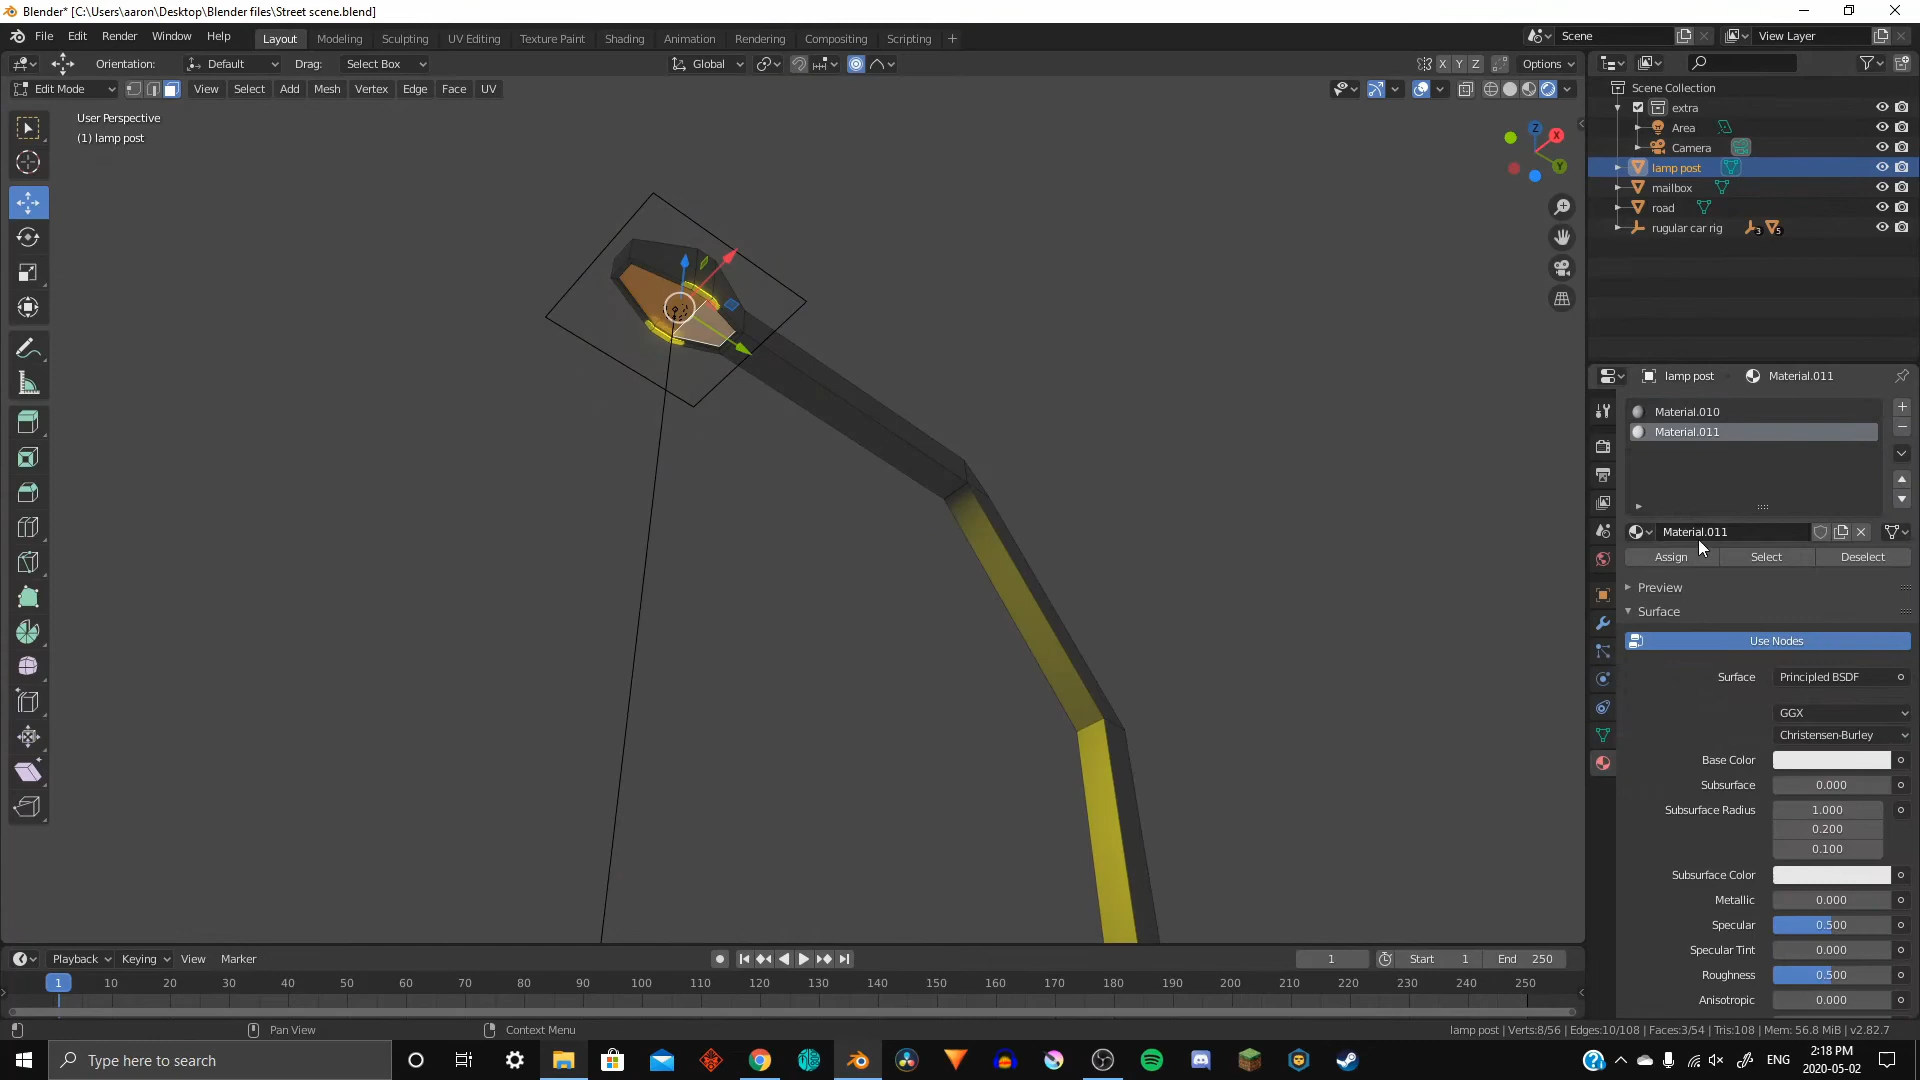 Blender* [C:\Users\aaron\Desktop\Blender files\Street scene.blend]
File Edit Render Window Help Layout Modeling Sculpting UV Editing Texture Paint Shading Animation Rendering Compositing Scripting + Scene View Layer
Orientation: Default Drag: Select Box Global X Y Z Options
Edit Mode View Select Add Mesh Vertex Edge Face UV
User Perspective
(1) lamp post
Z X Y
Scene Collection
extra
Area
Camera
lamp post
mailbox
road
rugular car rig 3 5
lamp post Material.011
Material.010
Material.011
Material.011
Assign Select Deselect
Preview
Surface
Use Nodes
Surface Principled BSDF
GGX
Christensen-Burley
Base Color
Subsurface 0.000
Subsurface Radius 1.000
0.200
0.100
Subsurface Color
Metallic 0.000
Specular 0.500
Specular Tint 0.000
Roughness 0.500
Anisotropic 0.000
Playback Keying View Marker 1 Start 1 End 250
1 10 20 30 40 50 60 70 80 90 100 110 120 130 140 150 160 170 180 190 200 210 220 230 240 250
Pan View Context Menu lamp post | Verts:8/56 | Edges:10/108 | Faces:3/54 | Tris:108 | Mem: 56.8 MiB | v2.82.7
Type here to search ENG 2:18 PM
2020-05-02